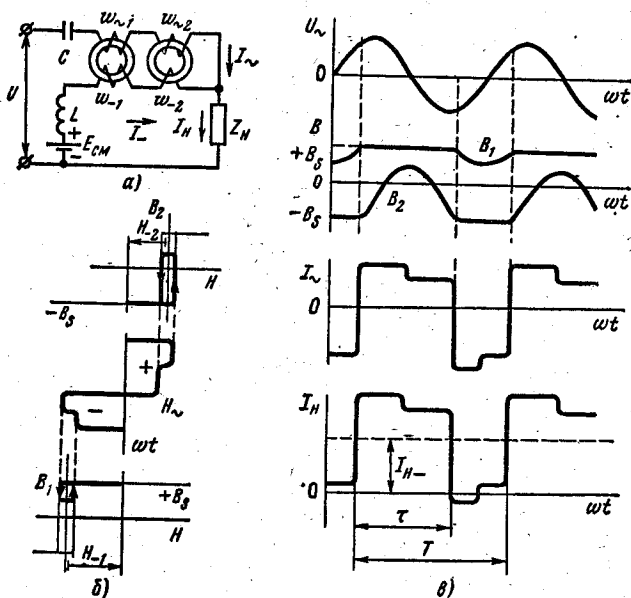 w~1
w~2
C
U
w-1
w-2
I~
L
+
Eсм
−
I-
Iн
Zн
а)
B2
H-2
H
−Bs
+
−
H~
ωt
B1
+Bs
H
H-1
б)
U~
0
ωt
B
+Bs
B1
0
B2
ωt
−Bs
I~
0
ωt
Iн
Iн-
0
ωt
τ
T
в)